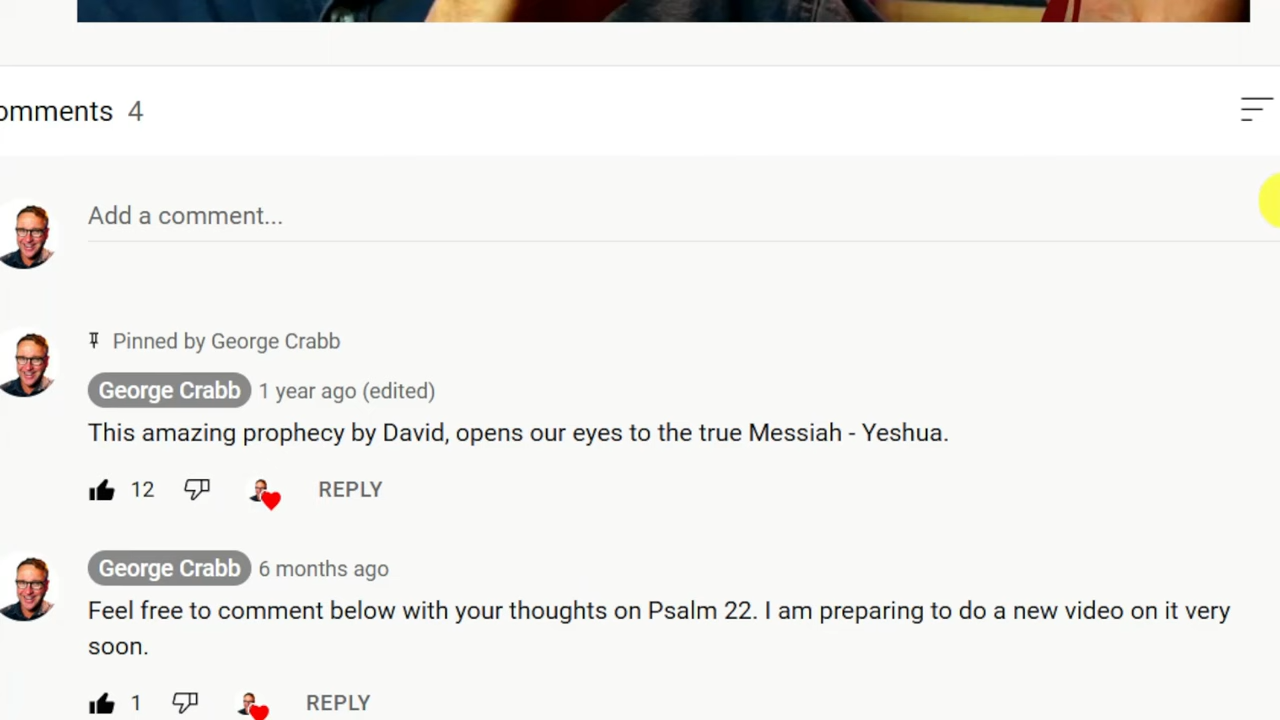 omments 4
Add a comment...
Pinned by George Crabb
George Crabb 1 year ago (edited)
This amazing prophecy by David, opens our eyes to the true Messiah - Yeshua.
12 REPLY
George Crabb 6 months ago
Feel free to comment below with your thoughts on Psalm 22. I am preparing to do a new video on it very
soon.
1 REPLY